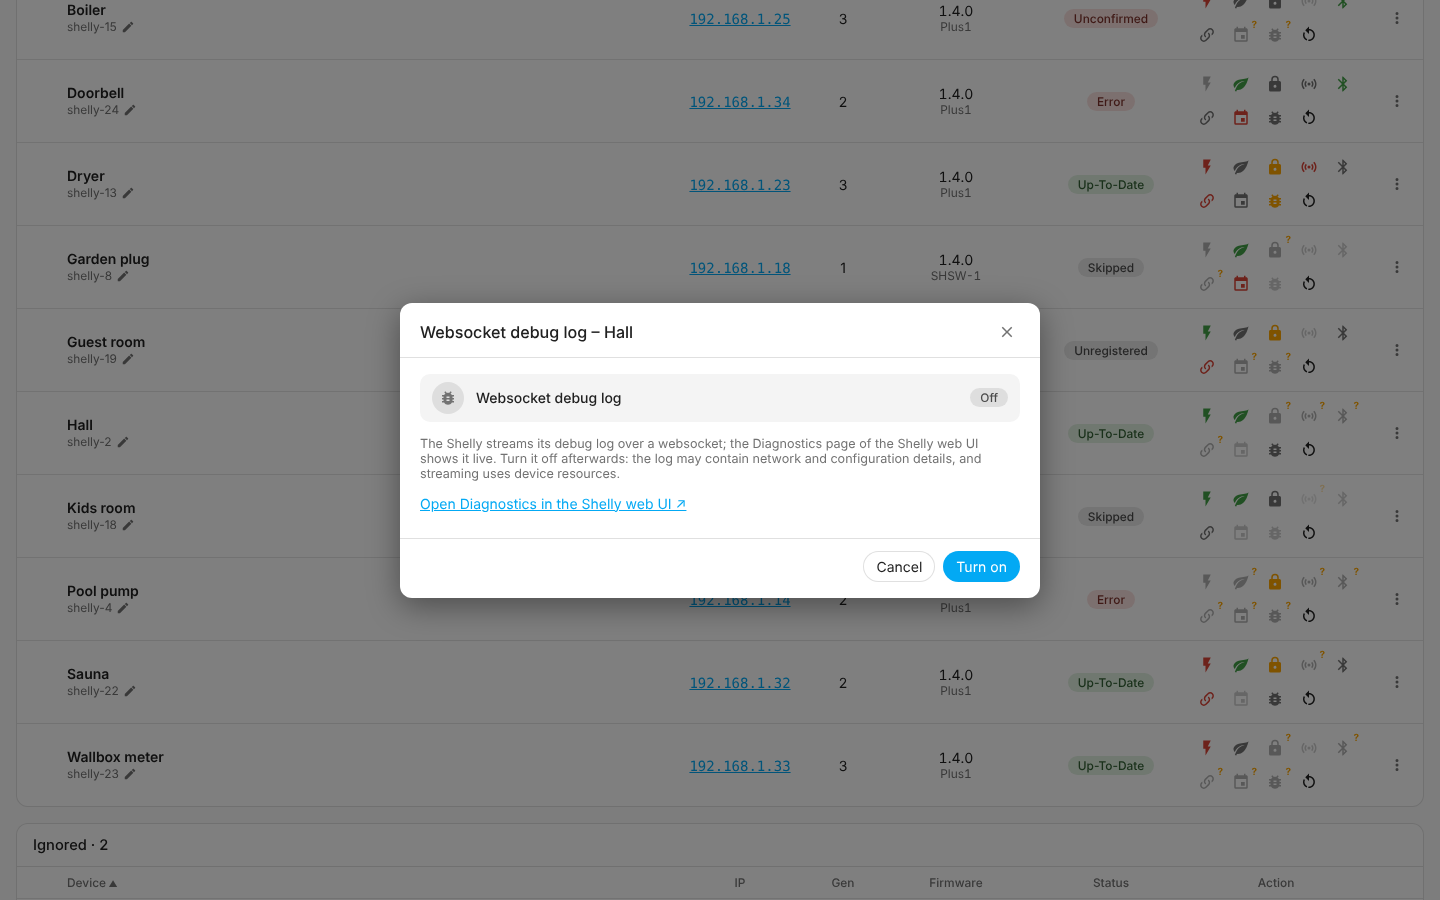 Boiler
shelly-15
192.168.1.25
3
1.4.0
Plus1
Unconfirmed
? ?
Doorbell
shelly-24
192.168.1.34
2
1.4.0
Plus1
Error
Dryer
shelly-13
192.168.1.23
3
1.4.0
Plus1
Up-To-Date
Garden plug
shelly-8
192.168.1.18
1
1.4.0
SHSW-1
Skipped
?
?
Guest room
shelly-19
Unregistered
? ?
Hall
shelly-2
Up-To-Date
? ? ?
?
Kids room
shelly-18
Skipped
?
Pool pump
shelly-4
192.168.1.14
2
Plus1
Error
? ? ?
? ? ?
Sauna
shelly-22
192.168.1.32
2
1.4.0
Plus1
Up-To-Date
?
Wallbox meter
shelly-23
192.168.1.33
3
1.4.0
Plus1
Up-To-Date
? ?
? ? ?
Ignored · 2
Device ▲ IP Gen Firmware Status Action
Websocket debug log – Hall
Websocket debug log
Off
The Shelly streams its debug log over a websocket; the Diagnostics page of the Shelly web UI
shows it live. Turn it off afterwards: the log may contain network and configuration details, and
streaming uses device resources.
Open Diagnostics in the Shelly web UI ↗
Cancel
Turn on